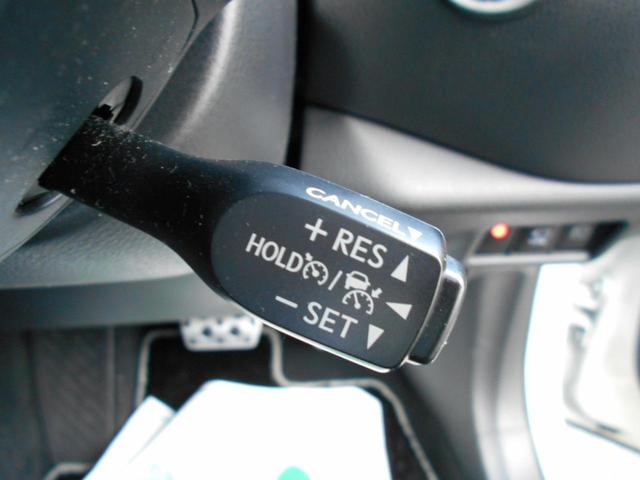 CANCEL▼
+ RES ▲
HOLD / ◀
− SET ▼